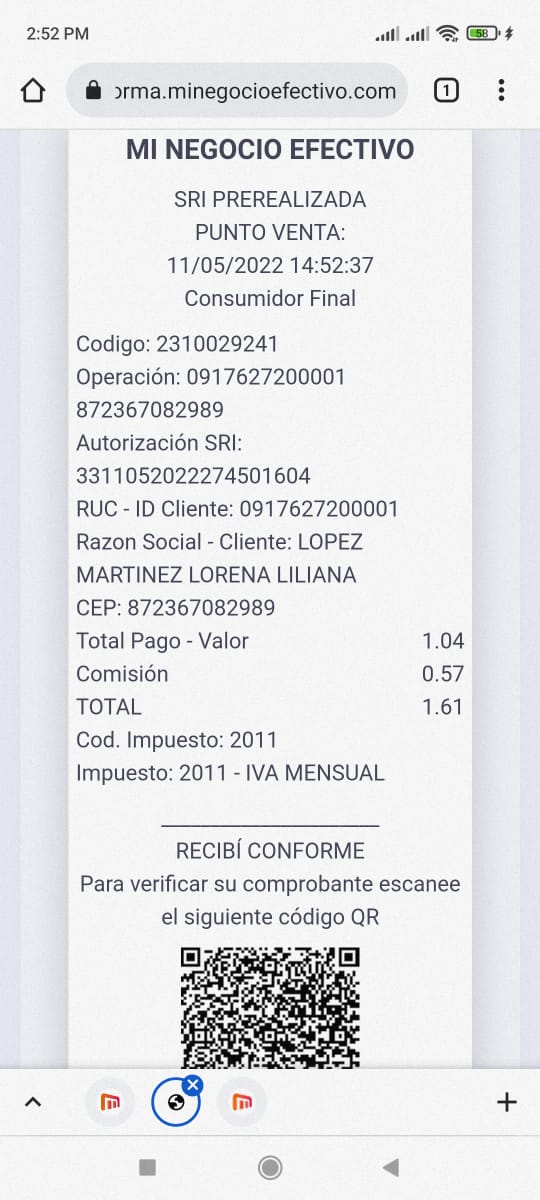 2:52 PM
58
orma.minegocioefectivo.com
1
MI NEGOCIO EFECTIVO
SRI PREREALIZADA
PUNTO VENTA:
11/05/2022 14:52:37
Consumidor Final
Codigo: 2310029241
Operación: 0917627200001
872367082989
Autorización SRI:
3311052022274501604
RUC - ID Cliente: 0917627200001
Razon Social - Cliente: LOPEZ
MARTINEZ LORENA LILIANA
CEP: 872367082989
Total Pago - Valor 1.04
Comisión 0.57
TOTAL 1.61
Cod. Impuesto: 2011
Impuesto: 2011 - IVA MENSUAL
RECIBÍ CONFORME
Para verificar su comprobante escanee
el siguiente código QR